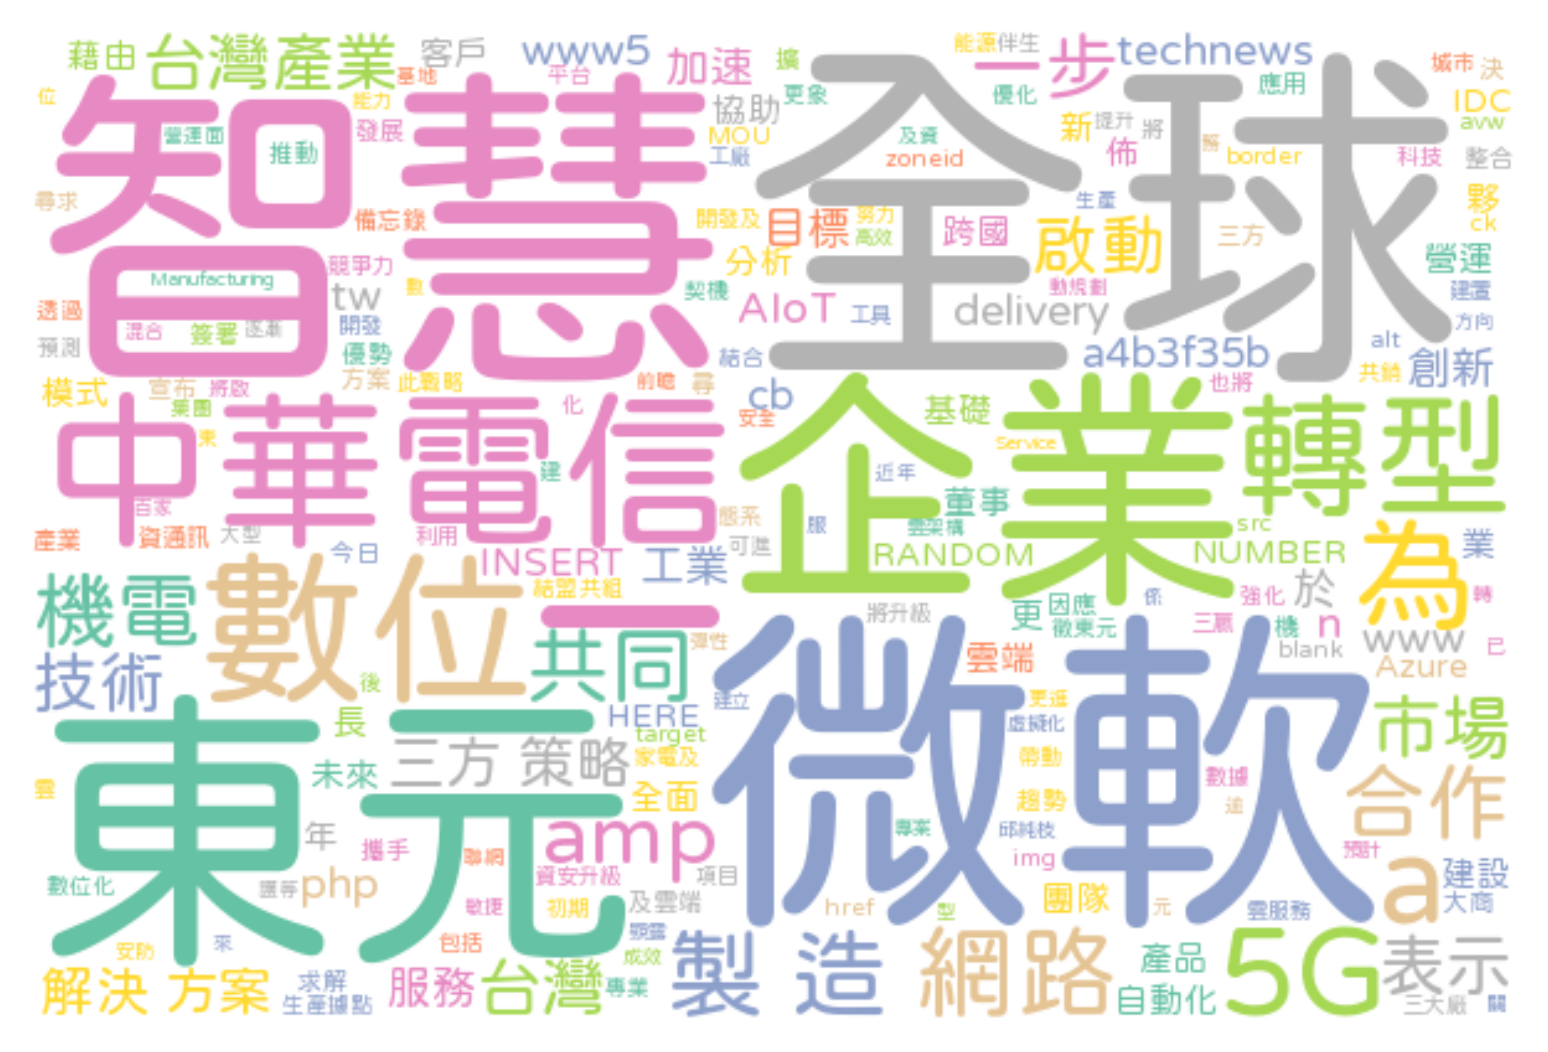 藉由
台灣產業
客戶
www5
加速
擴
能源
伴生
一步
technews
城市
決
基地
平台
更象
優化
應用
IDC
位
能力
協助
MOU
avw
營運面
推動
發展
工廠
及資
zoneid
新
提升
將
佈
border
科技
整合
智慧
全球
尋求
備忘錄
開發及
目標
努力
高效
跨國
啟動
生產
三方
夥
ck
營運
Manufacturing
競爭力
tw
數
分析
契機
動規劃
建置
透過
混合
簽署
逐漸
開發
AIoT
工具
delivery
方向
預測
優勢
結合
a4b3f35b
alt
創新
共銷
模式
宣布
將啟
方案
此戰略
前瞻
尋
cb
也將
集團
東
化
安全
基礎
中華電信
企業
轉型
Service
百家
建
近年
董事
產業
資通訊
大型
利用
態系
服
雲架構
src
今日
INSERT
工業
可進
RANDOM
NUMBER
為
業
機電
數位
結盟共組
一
將升級
更
因應
徵東元
係
強化
於
三贏
機
n
轉
技術
共同
彈性
雲端
blank
www
已
Azure
後
建立
更逛
長
HERE
target
虛擬化
市場
東元
微軟
三方
策略
家電及
帶動
未來
雲
全面
趨勢
數據
合作
年
攜手
聯網
amp
專案
邱純枝
img
預計
數位化
php
資安升級
項目
a
建設
敏捷
初期
及雲端
href
型
團隊
元
雲服務
大商
安防
來
包括
成效
解決
方案
求解
生產據點
服務
台灣
專業
製
造
網路
產品
自動化
5G
表示
三大廠
關